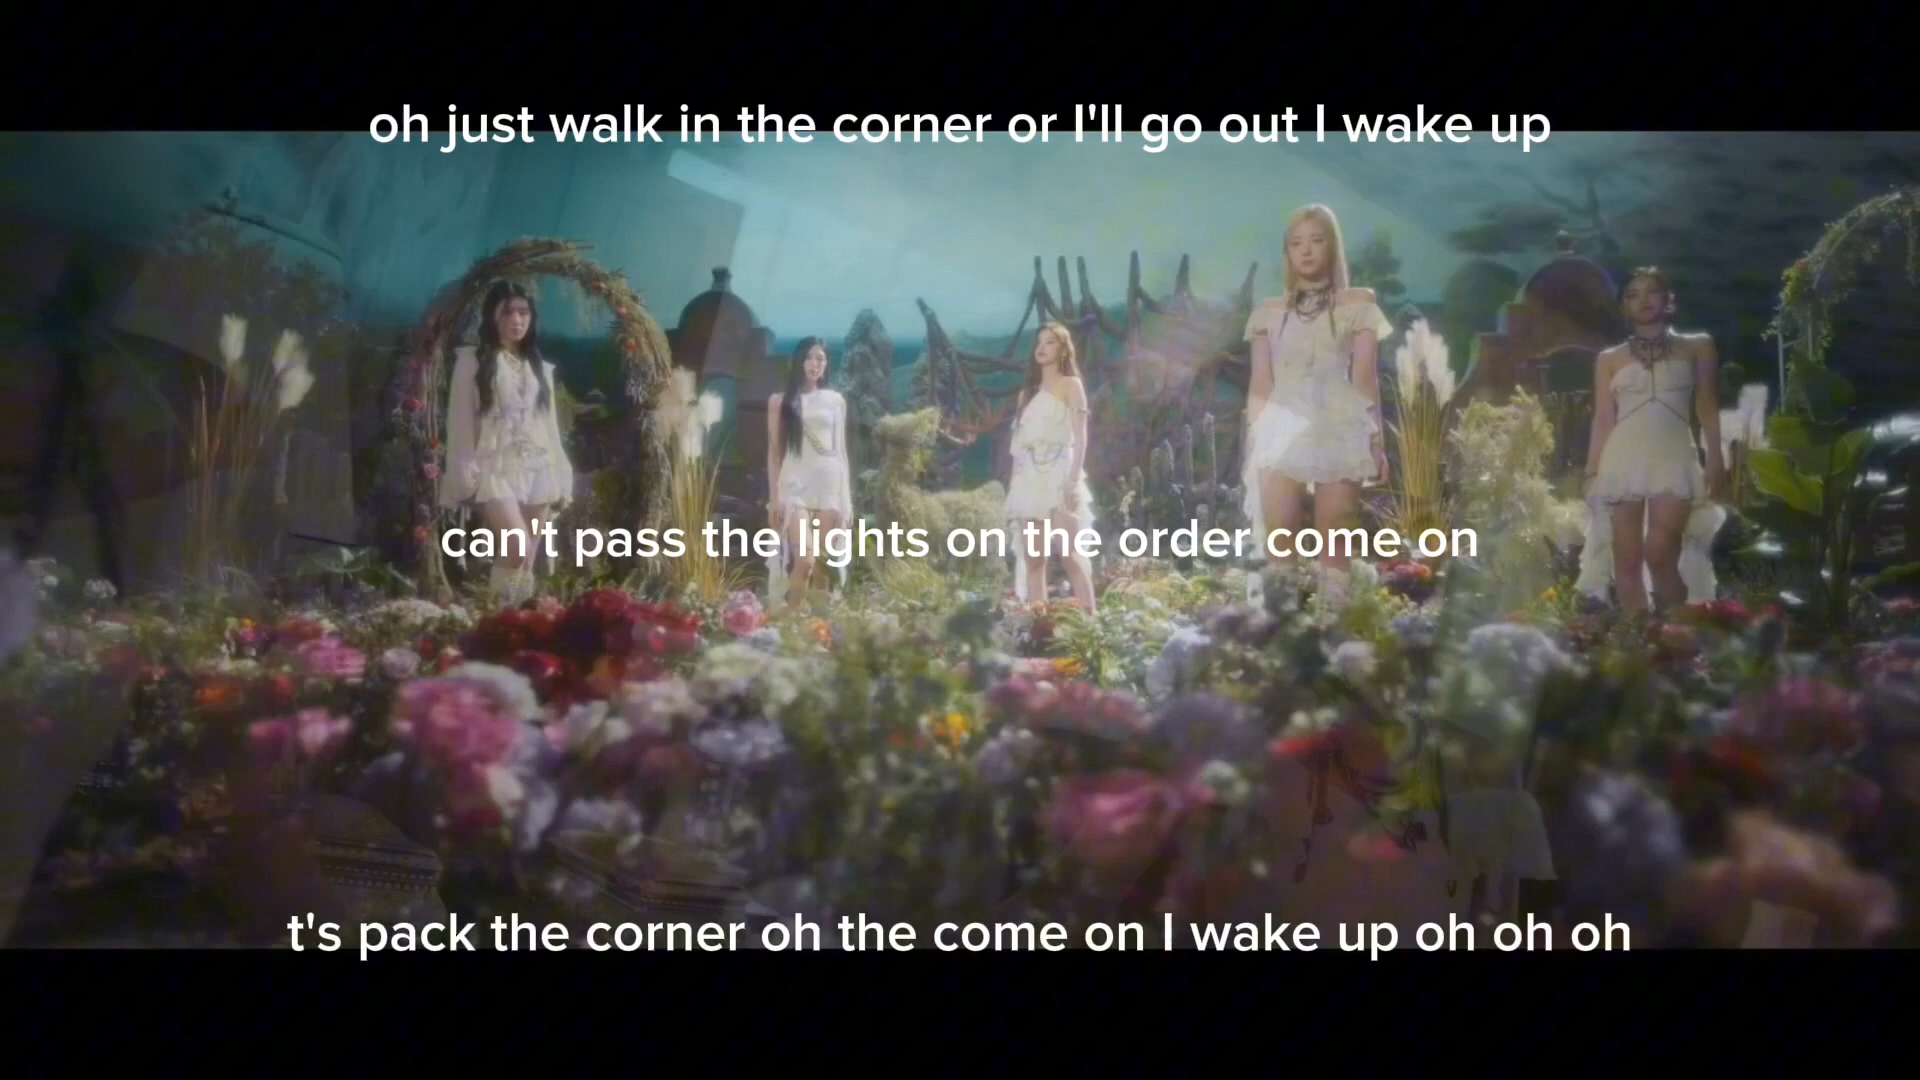 oh just walk in the corner or I'll go out I wake up
can't pass the lights on the order come on
t's pack the corner oh the come on I wake up oh oh oh